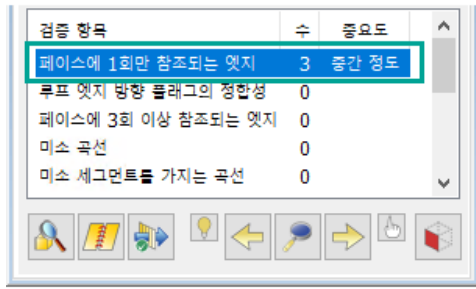 검증 항목 수 중요도
페이스에 1회만 참조되는 엣지 3 중간 정도
루프 엣지 방향 플래그의 정합성 0
페이스에 3회 이상 참조되는 엣지 0
미소 곡선 0
미소 세그먼트를 가지는 곡선 0